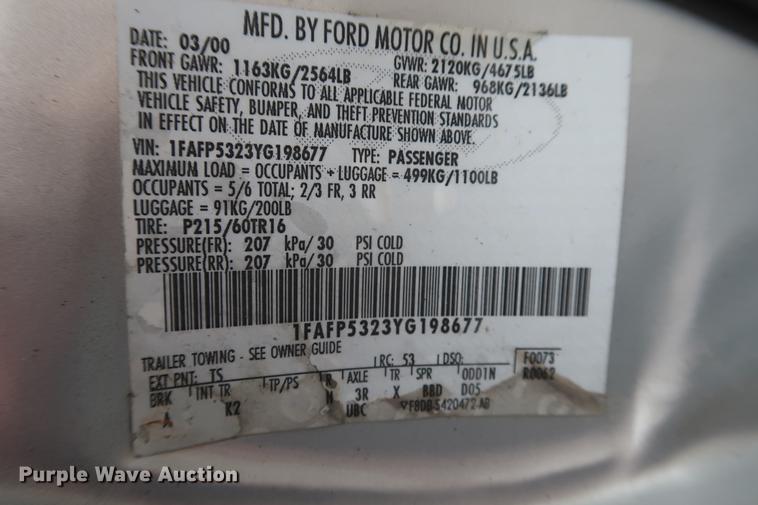 MFD. BY FORD MOTOR CO. IN U.S.A.
DATE: 03/00 GVWR: 2120KG/4675LB
FRONT GAWR: 1163KG/2564LB REAR GAWR: 968KG/2136LB
THIS VEHICLE CONFORMS TO ALL APPLICABLE FEDERAL MOTOR
VEHICLE SAFETY, BUMPER, AND THEFT PREVENTION STANDARDS
IN EFFECT ON THE DATE OF MANUFACTURE SHOWN ABOVE.
VIN: 1FAFP5323YG198677 TYPE: PASSENGER
MAXIMUM LOAD = OCCUPANTS + LUGGAGE = 499KG/1100LB
OCCUPANTS = 5/6 TOTAL; 2/3 FR, 3 RR
LUGGAGE = 91KG/200LB
TIRE: P215/60TR16
PRESSURE(FR): 207 kPa/ 30 PSI COLD
PRESSURE(RR): 207 kPa/ 30 PSI COLD
1FAFP5323YG198677
TRAILER TOWING - SEE OWNER GUIDE
EXT PNT: TS RC: 53 DSO: F0073
R0062
BRK INT TR TP/PS R AXLE TR SPR ODD1N
A K2 N 3R X BBD D05
UBC F8DB-5420472-AB
Purple Wave Auction